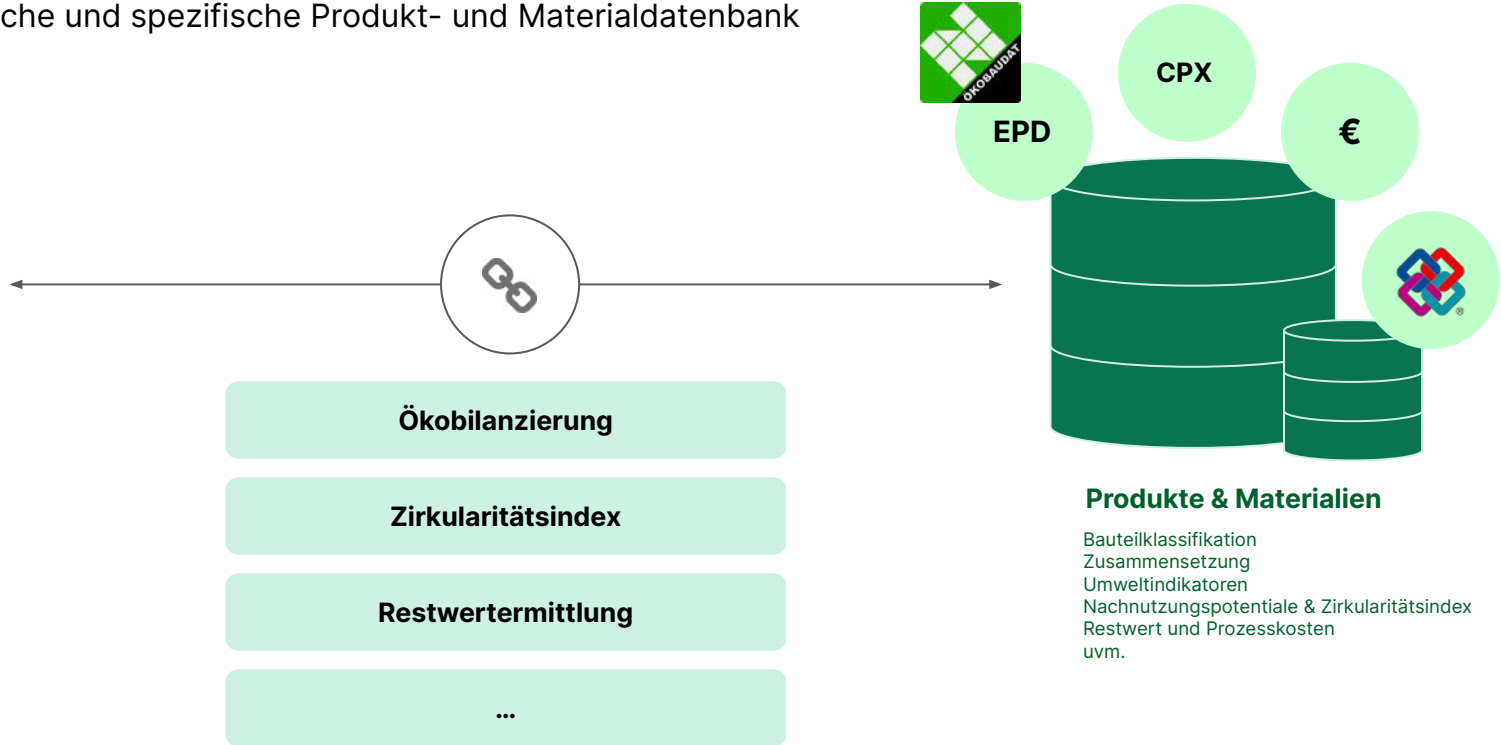 che und spezifische Produkt- und Materialdatenbank
ÖKOBAUDAT
EPD
CPX
€
®
Ökobilanzierung
Zirkularitätsindex
Restwertermittlung
...
Produkte & Materialien
Bauteilklassifikation
Zusammensetzung
Umweltindikatoren
Nachnutzungspotentiale & Zirkularitätsindex
Restwert und Prozesskosten
uvm.